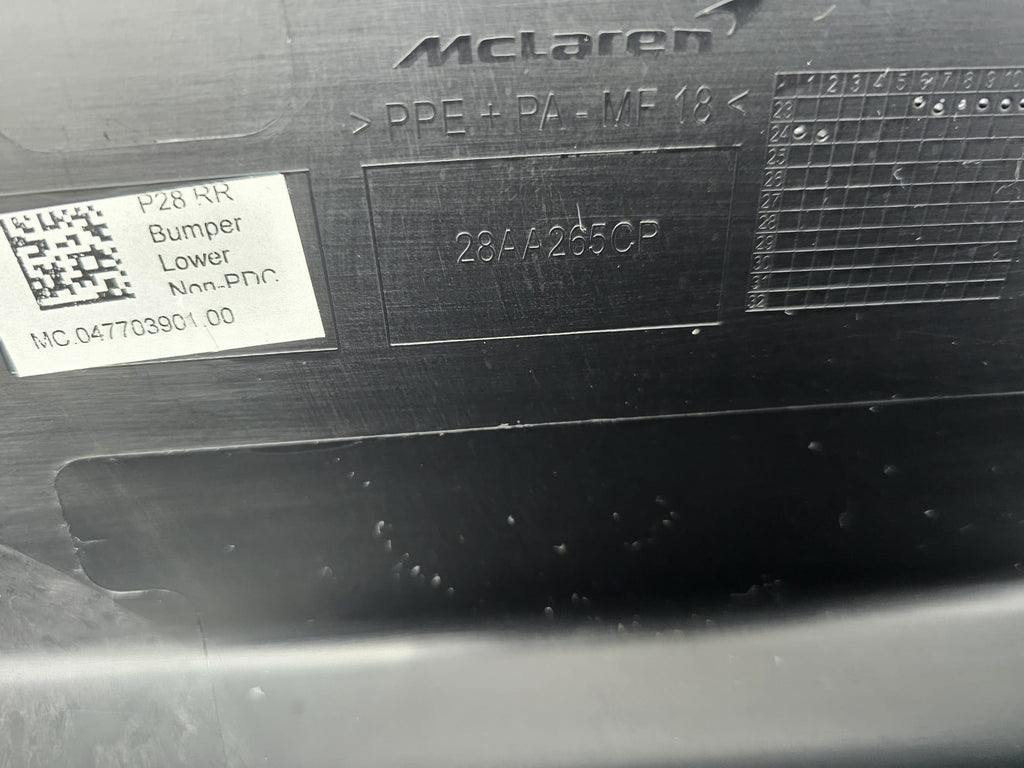 McLaren
> PPE + PA - MF 18 <
1 2 3 4 5 6 7 8 9 10
23
24
25
26
27
28
29
30
31
32
P28 RR
Bumper
Lower
Non-PDC
MC.047703901.00
28AA265CP